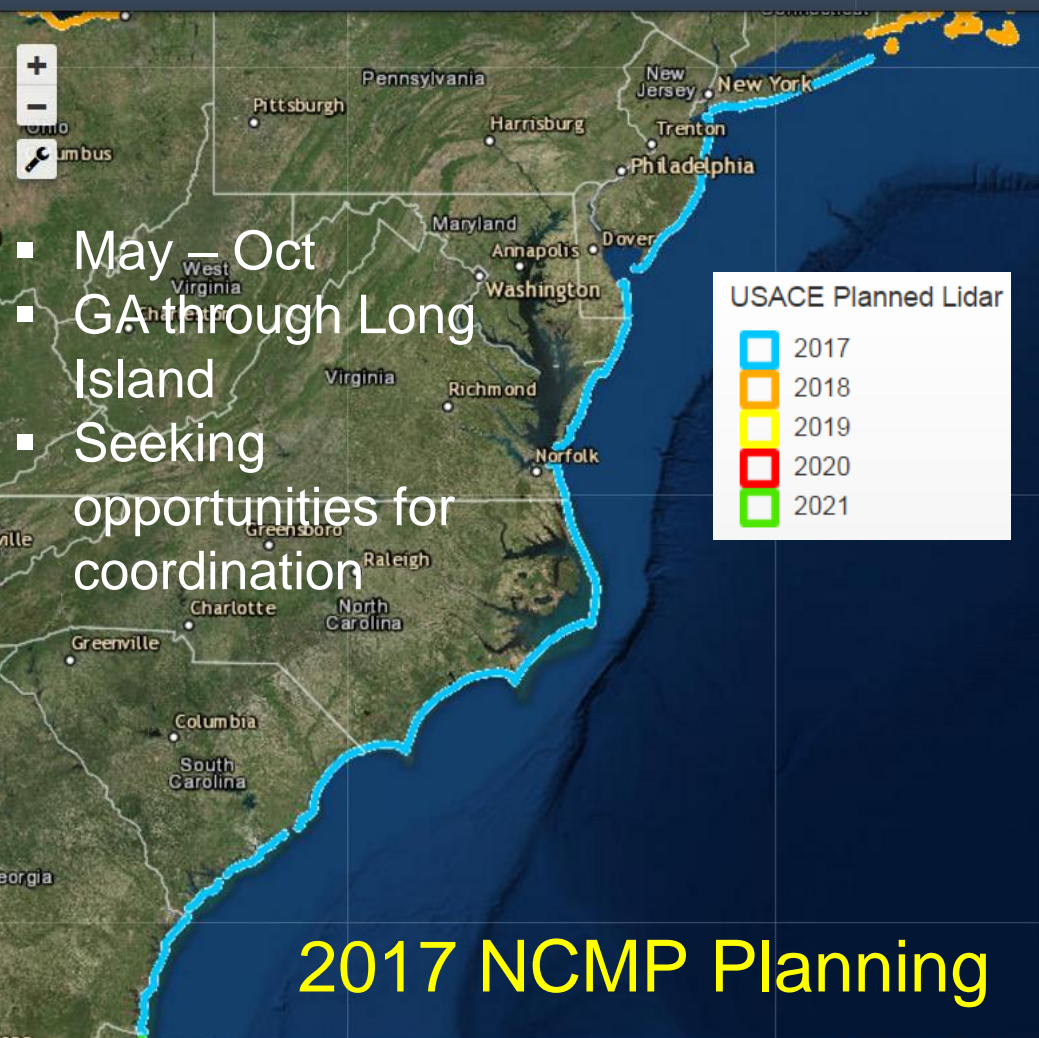 Connecticut
+
−
Pennsylvania
New
Jersey
New York
Pittsburgh
Harrisburg
Trenton
Ohio
umbus
Philadelphia
Maryland
Annapolis
Dover
▪ May – Oct
West
Virginia
Washington
▪ GA through Long
Island
Virginia
Richmond
▪ Seeking
opportunities for
coordination
Norfolk
ville
Greensboro
Raleigh
Charlotte
North
Carolina
Greenville
Columbia
South
Carolina
eorgia
USACE Planned Lidar
2017
2018
2019
2020
2021
2017 NCMP Planning